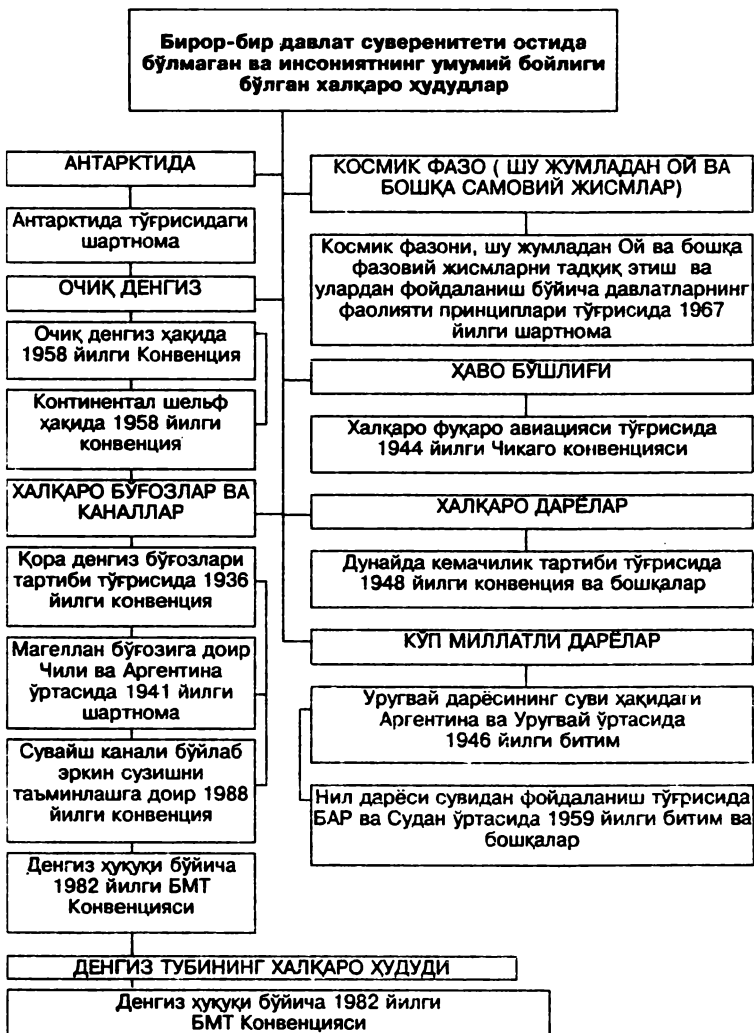 Бирор-бир давлат суверенитети остида
бўлмаган ва инсониятнинг умумий бойлиги
бўлган халқаро ҳудудлар
АНТАРКТИДА
Антарктида тўғрисидаги
шартнома
ОЧИҚ ДЕНГИЗ
Очиқ денгиз ҳақида
1958 йилги Конвенция
Континентал шельф
ҳақида 1958 йилги
конвенция
ХАЛҚАРО БЎҒОЗЛАР ВА
КАНАЛЛАР
Қора денгиз бўғозлари
тартиби тўғрисида 1936
йилги конвенция
Магеллан бўғозига доир
Чили ва Аргентина
ўртасида 1941 йилги
шартнома
Сувайш канали бўйлаб
эркин сузишни
таъминлашга доир 1988
йилги конвенция
Денгиз ҳуқуқи бўйича
1982 йилги БМТ
Конвенцияси
КОСМИК ФАЗО ( ШУ ЖУМЛАДАН ОЙ ВА
БОШҚА САМОВИЙ ЖИСМЛАР)
Космик фазони, шу жумладан Ой ва бошқа
фазовий жисмларни тадқиқ этиш ва
улардан фойдаланиш бўйича давлатларнинг
фаолияти принциплари тўғрисида 1967
йилги шартнома
ҲАВО БЎШЛИҒИ
Халқаро фуқаро авиацияси тўғрисида
1944 йилги Чикаго конвенцияси
ХАЛҚАРО ДАРЁЛАР
Дунайда кемачилик тартиби тўғрисида
1948 йилги конвенция ва бошқалар
КЎП МИЛЛАТЛИ ДАРЁЛАР
Уругвай дарёсининг суви ҳақидаги
Аргентина ва Уругвай ўртасида
1946 йилги битим
Нил дарёси сувидан фойдаланиш тўғрисида
БАР ва Судан ўртасида 1959 йилги битим ва
бошқалар
ДЕНГИЗ ТУБИНИНГ ХАЛҚАРО ҲУДУДИ
Денгиз ҳуқуқи бўйича 1982 йилги
БМТ Конвенцияси